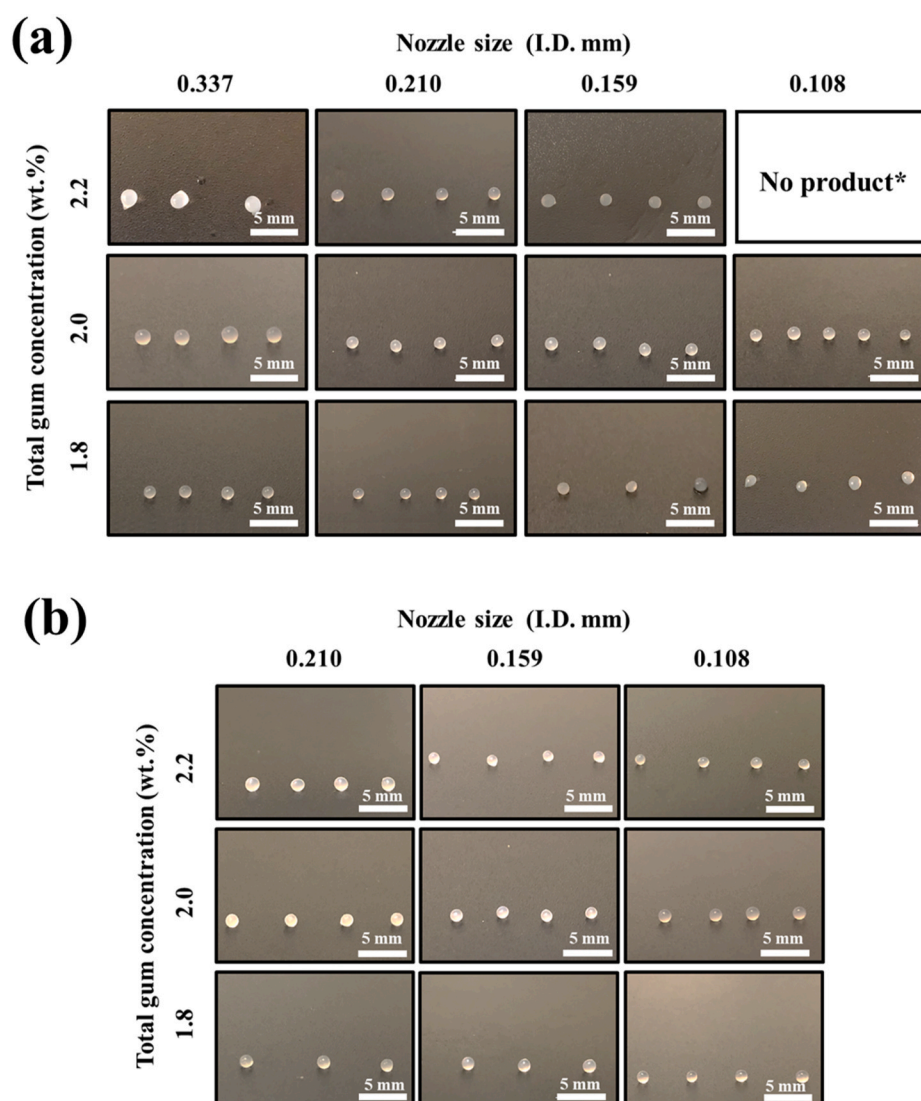 (a)
Nozzle size (I.D. mm)
0.337 0.210 0.159 0.108
Total gum concentration (wt.%)
2.2
5 mm 5 mm 5 mm No product*
2.0
5 mm 5 mm 5 mm 5 mm
1.8
5 mm 5 mm 5 mm 5 mm
(b)
Nozzle size (I.D. mm)
0.210 0.159 0.108
Total gum concentration (wt.%)
2.2
5 mm 5 mm 5 mm
2.0
5 mm 5 mm 5 mm
1.8
5 mm 5 mm 5 mm